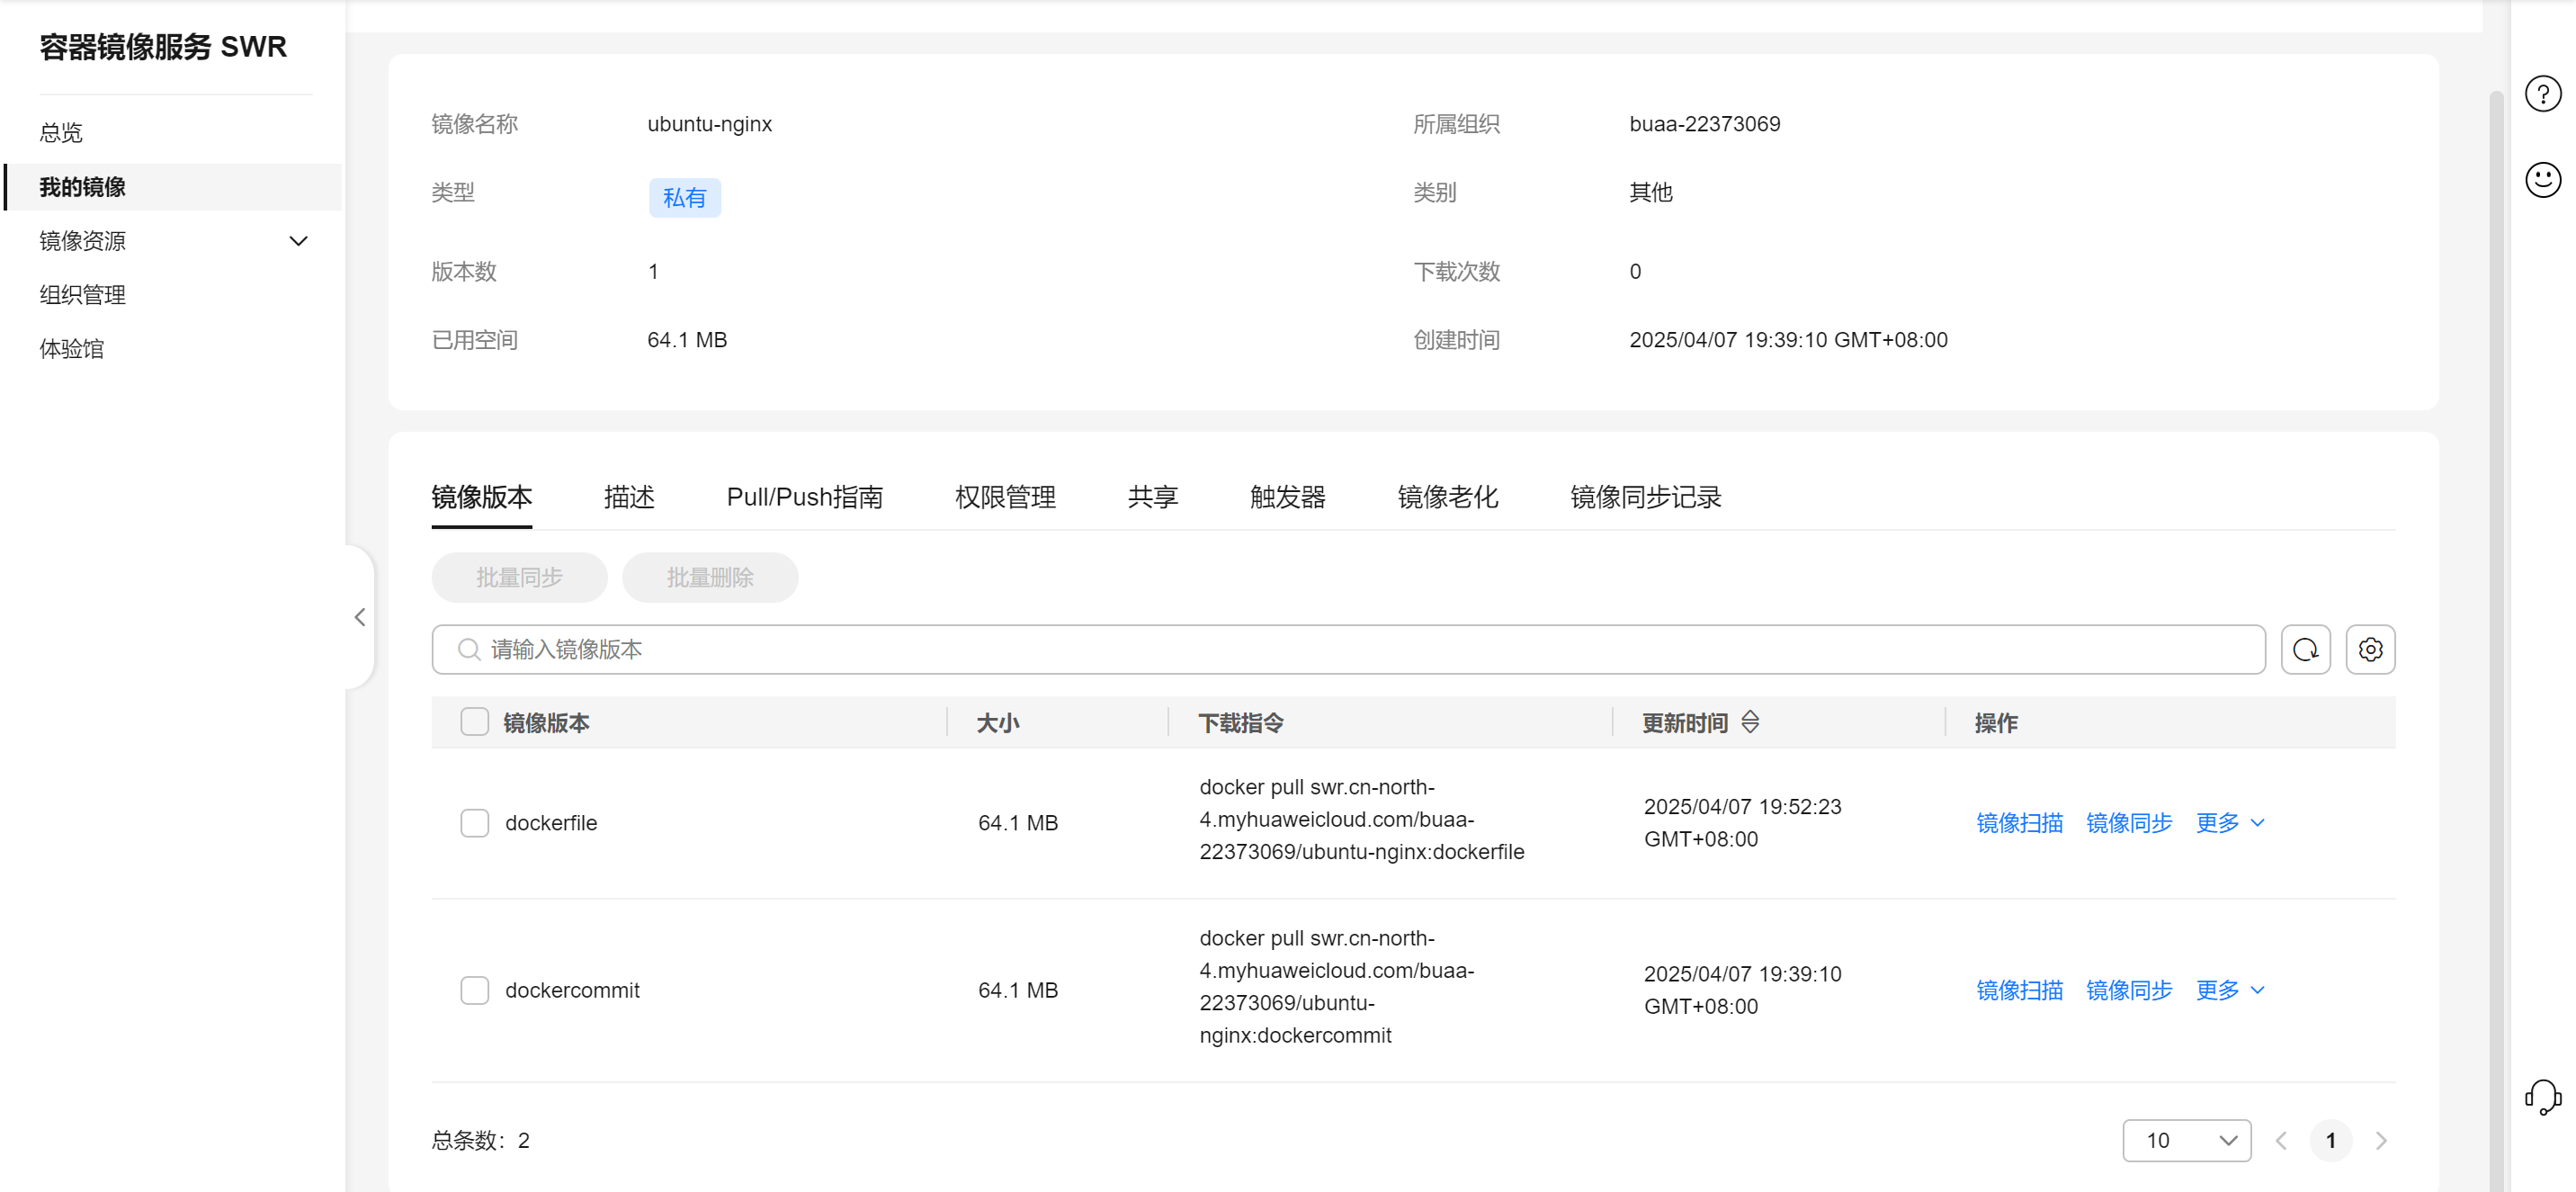 容器镜像服务 SWR
总览
我的镜像
镜像资源
组织管理
体验馆
镜像名称 ubuntu-nginx 所属组织 buaa-22373069
类型 私有 类别 其他
版本数 1 下载次数 0
已用空间 64.1 MB 创建时间 2025/04/07 19:39:10 GMT+08:00
镜像版本 描述 Pull/Push指南 权限管理 共享 触发器 镜像老化 镜像同步记录
批量同步 批量删除
请输入镜像版本
镜像版本 大小 下载指令 更新时间 操作
dockerfile 64.1 MB
docker pull swr.cn-north-
4.myhuaweicloud.com/buaa-
22373069/ubuntu-nginx:dockerfile
2025/04/07 19:52:23
GMT+08:00
镜像扫描 镜像同步 更多
dockercommit 64.1 MB
docker pull swr.cn-north-
4.myhuaweicloud.com/buaa-
22373069/ubuntu-
nginx:dockercommit
2025/04/07 19:39:10
GMT+08:00
镜像扫描 镜像同步 更多
总条数：2 10 1